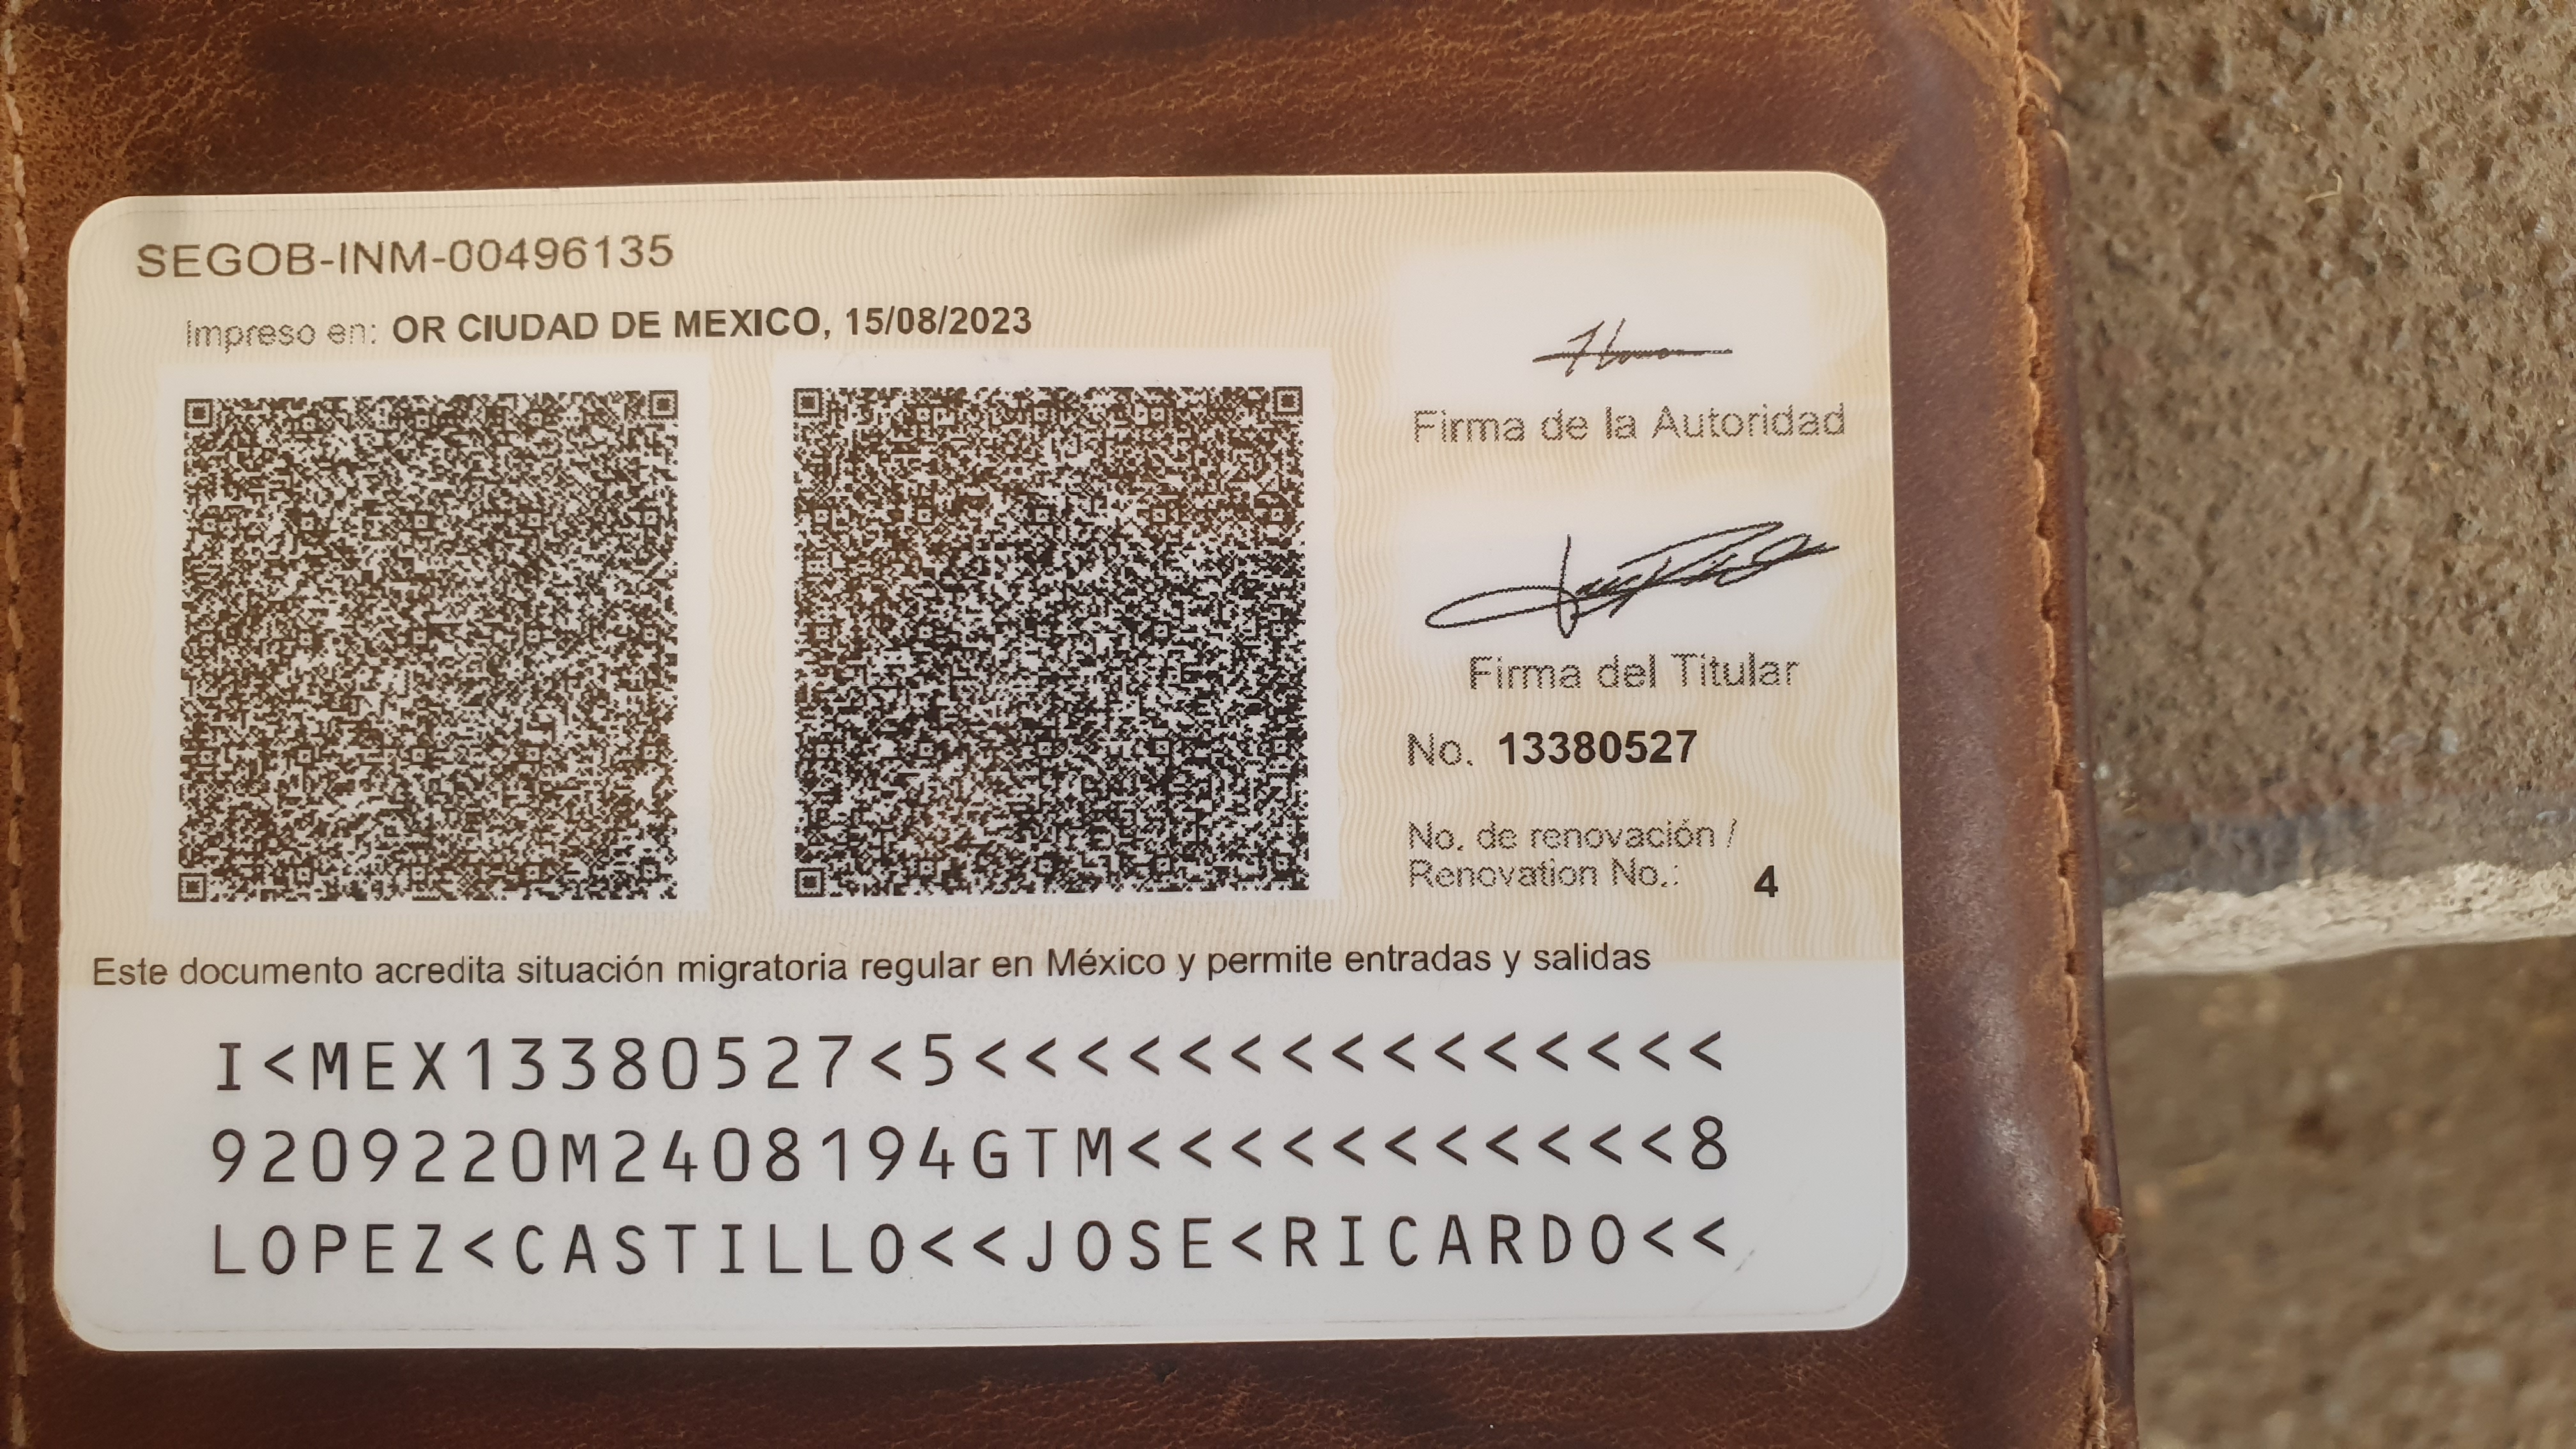 SEGOB-INM-00496135
Impreso en: OR CIUDAD DE MEXICO, 15/08/2023
Firma de la Autoridad
Firma del Titular
No. 13380527
No. de renovación /
Renovation No.: 4
Este documento acredita situación migratoria regular en México y permite entradas y salidas
I<MEX13380527<5<<<<<<<<<<<<<<<
9209220M2408194GTM<<<<<<<<<<<8
LOPEZ<CASTILLO<<JOSE<RICARDO<<